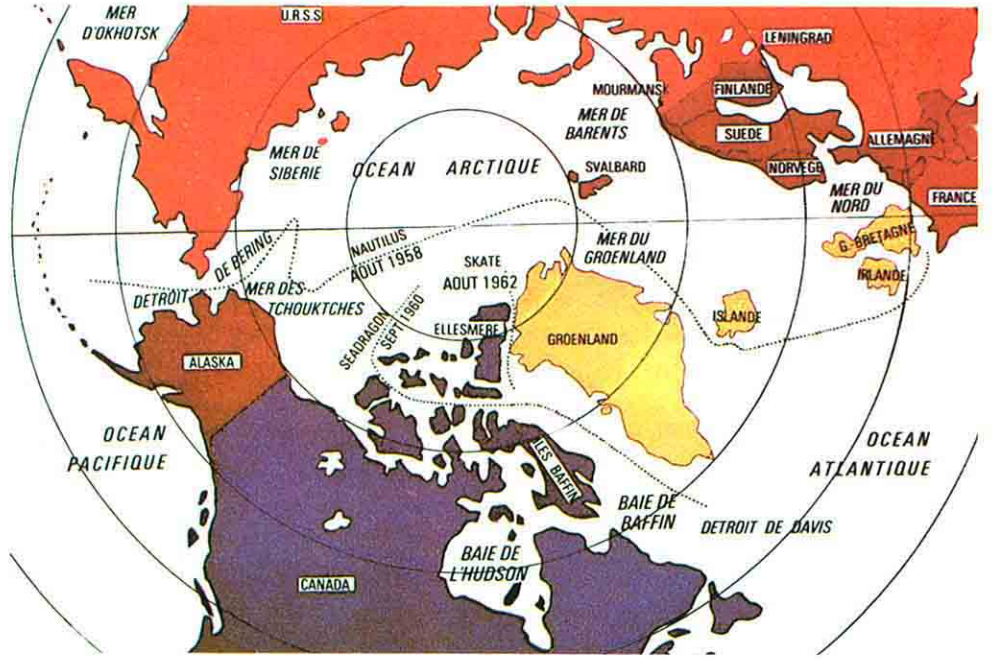 MER
D'OKHOTSK
U.R.S.S
LENINGRAD
MOURMANSK
FINLANDE
MER DE
BARENTS
SUEDE
ALLEMAGNE
MER DE
SIBERIE
OCEAN ARCTIQUE
SVALBARD
NORVEGE
MER DU
NORD
FRANCE
G.-BRETAGNE
IRLANDE
MER DU
GROENLAND
NAUTILUS
AOUT 1958
SKATE
AOUT 1962
DETROIT DE BERING
MER DES
TCHOUKTCHES
SEADRAGON
SEPT 1960
ELLESMERE
GROENLAND
ISLANDE
ALASKA
OCEAN
PACIFIQUE
OCEAN
ATLANTIQUE
ILES BAFFIN
BAIE DE
BAFFIN
DETROIT DE DAVIS
BAIE DE
L'HUDSON
CANADA